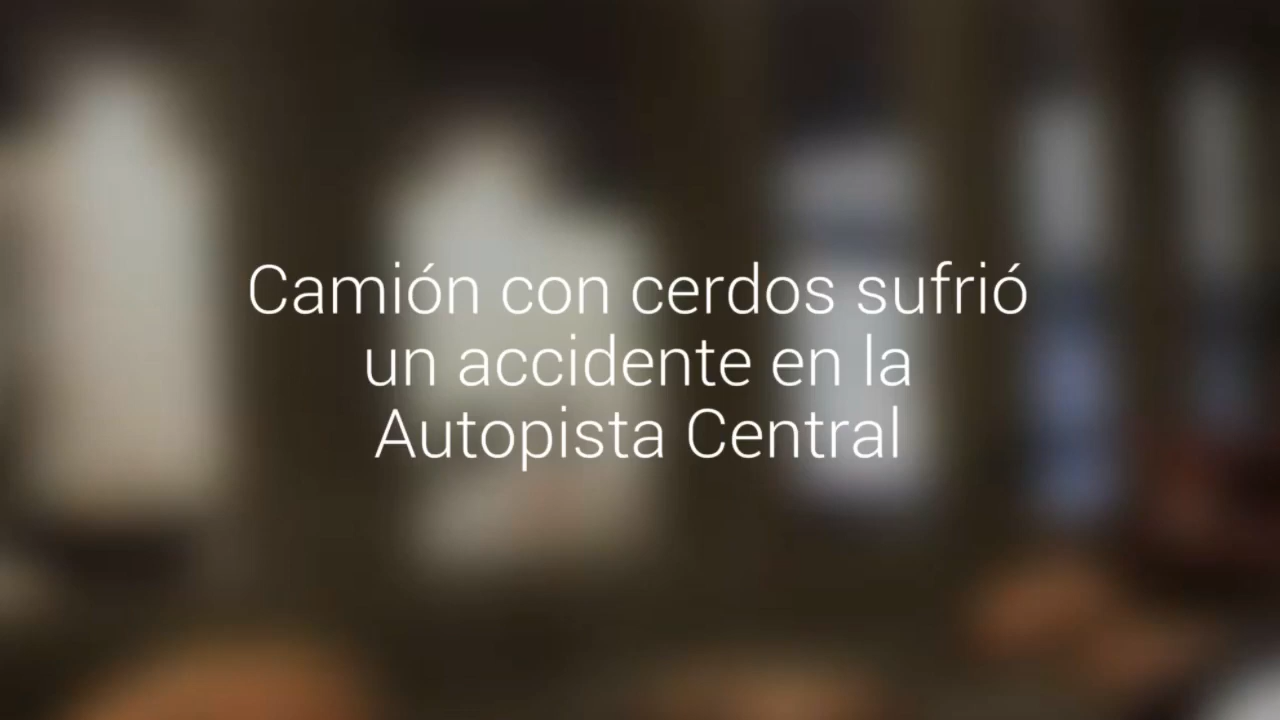 Camión con cerdos sufrió
un accidente en la
Autopista Central